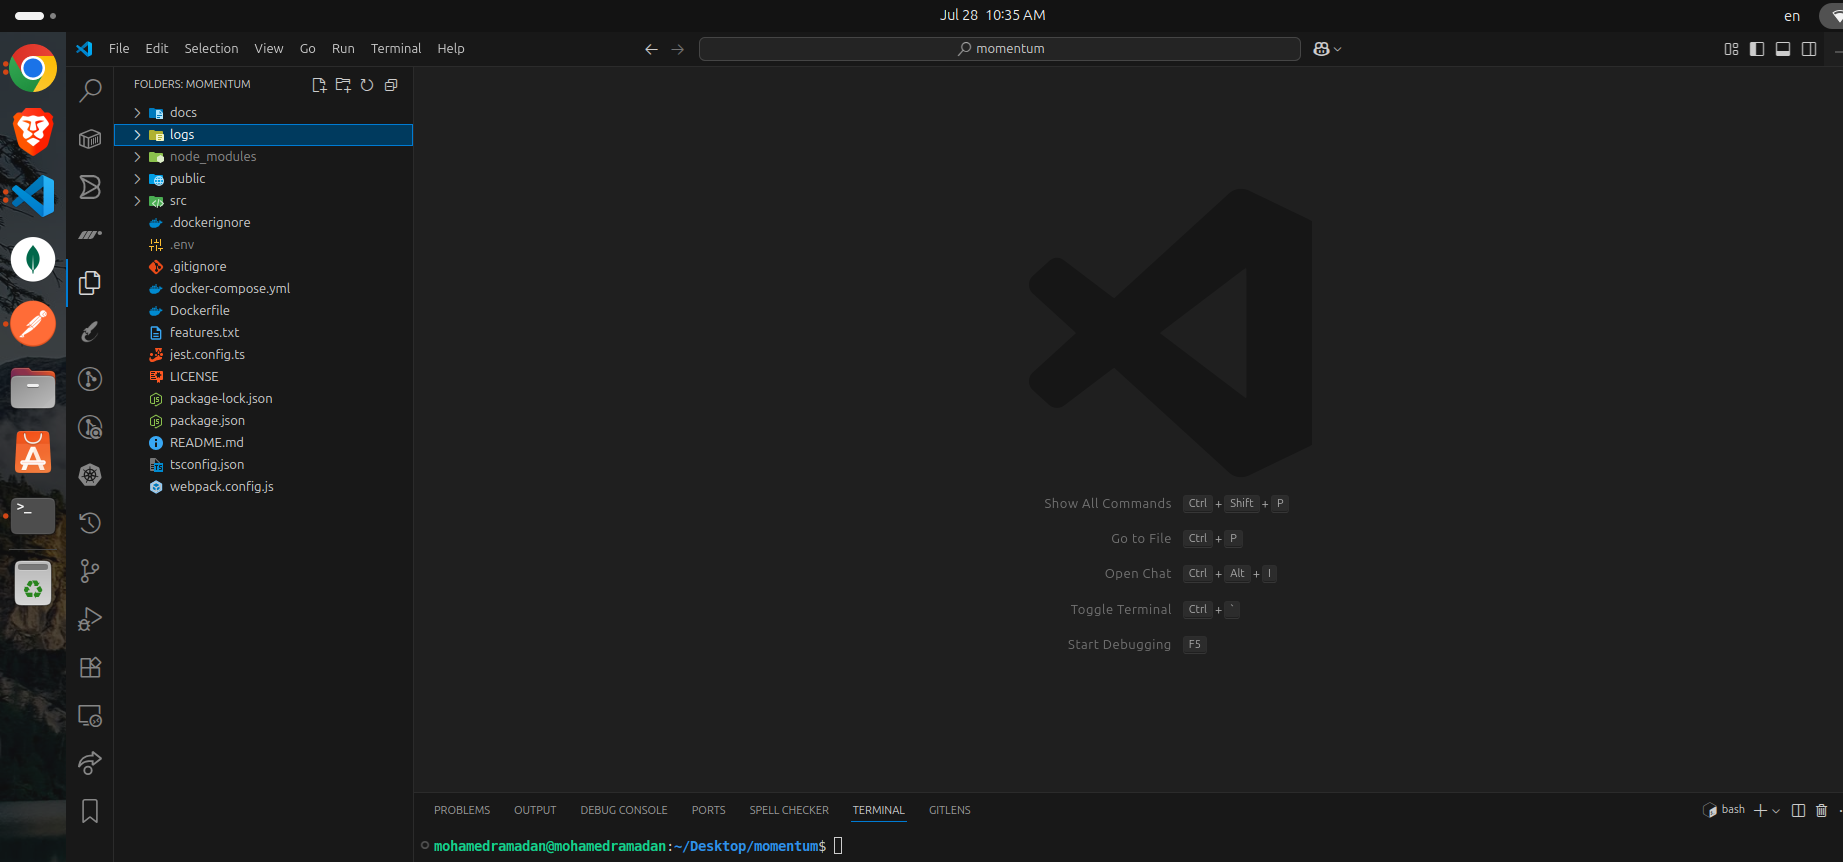 Jul 28 10:35 AM
en
File Edit Selection View Go Run Terminal Help
momentum
FOLDERS: MOMENTUM
docs
logs
node_modules
public
src
.dockerignore
.env
.gitignore
docker-compose.yml
Dockerfile
features.txt
jest.config.ts
LICENSE
package-lock.json
package.json
README.md
tsconfig.json
webpack.config.js
Show All Commands Ctrl + Shift + P
Go to File Ctrl + P
Open Chat Ctrl + Alt + I
Toggle Terminal Ctrl + `
Start Debugging F5
PROBLEMS OUTPUT DEBUG CONSOLE PORTS SPELL CHECKER TERMINAL GITLENS
bash
mohamedramadan@mohamedramadan:~/Desktop/momentum$